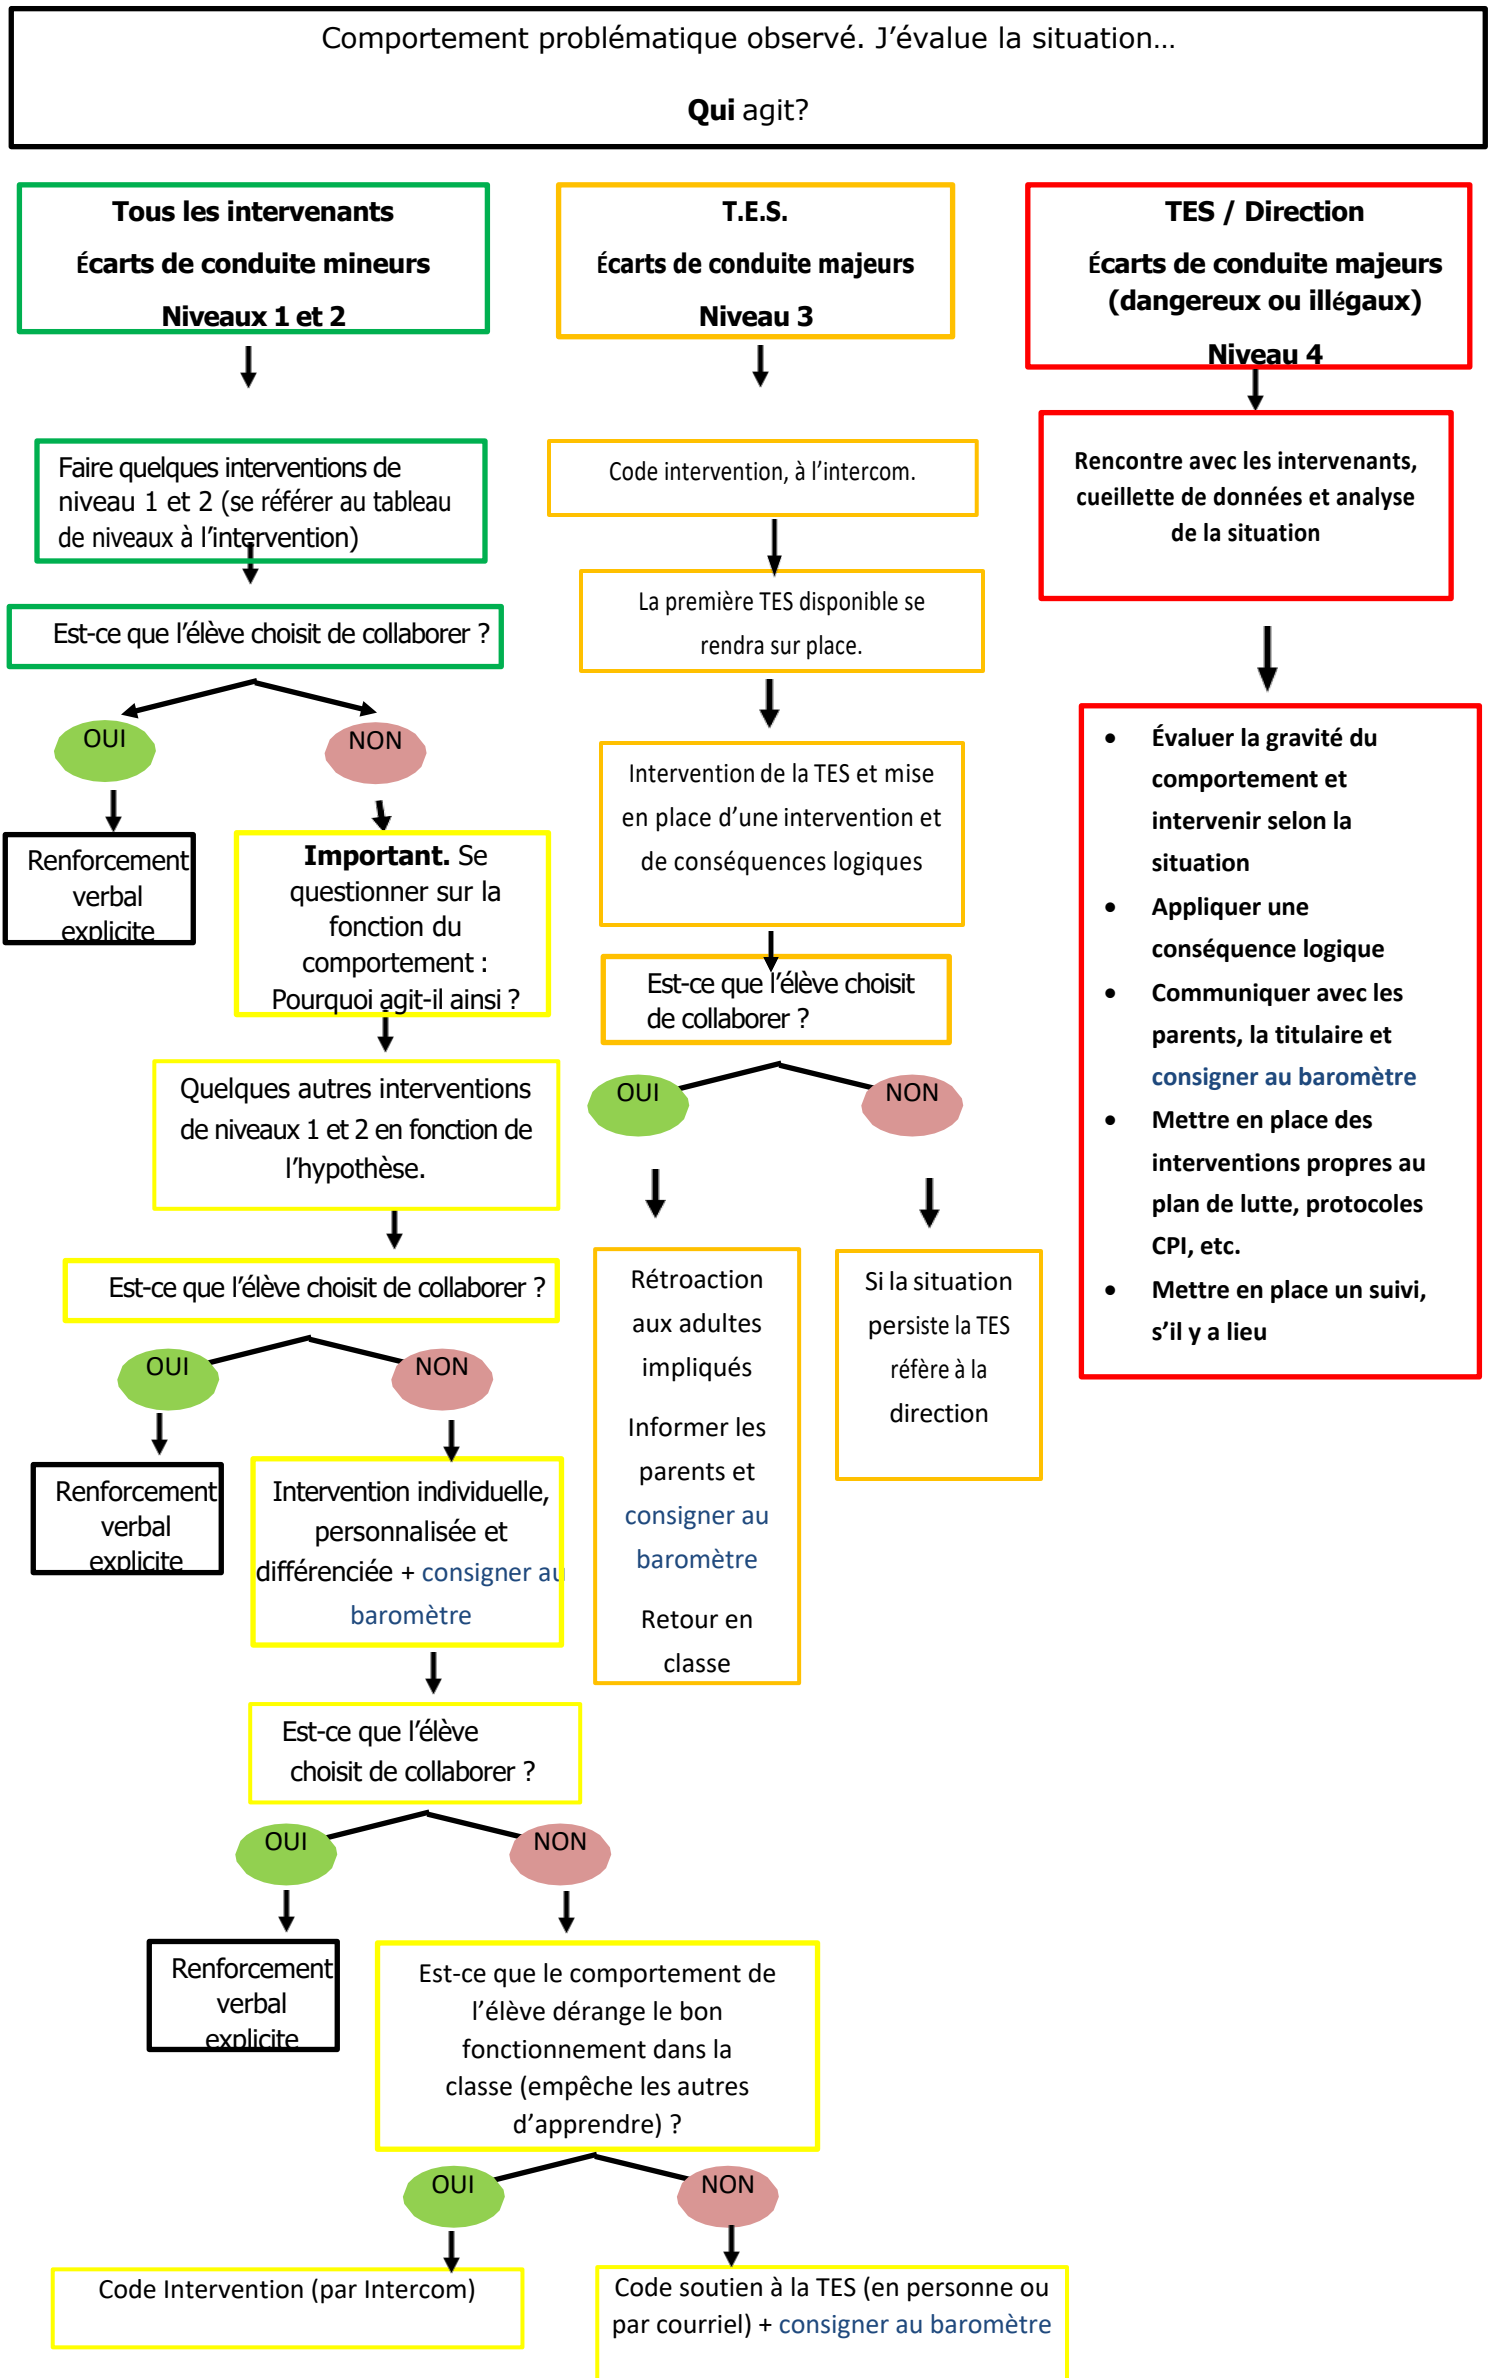 Comportement problématique observé. J’évalue la situation…
Qui agit?
Tous les intervenants
Écarts de conduite mineurs
Niveaux 1 et 2
Faire quelques interventions de
niveau 1 et 2 (se référer au tableau
de niveaux à l’intervention)
Est-ce que l’élève choisit de collaborer ?
OUI
NON
Renforcement
verbal
explicite
Important. Se
questionner sur la
fonction du
comportement :
Pourquoi agit-il ainsi ?
Quelques autres interventions
de niveaux 1 et 2 en fonction de
l’hypothèse.
Est-ce que l’élève choisit de collaborer ?
OUI
NON
Renforcement
verbal
explicite
Intervention individuelle,
personnalisée et
différenciée + consigner au
baromètre
Est-ce que l’élève
choisit de collaborer ?
OUI
NON
Renforcement
verbal
explicite
Est-ce que le comportement de
l’élève dérange le bon
fonctionnement dans la
classe (empêche les autres
d’apprendre) ?
OUI
NON
Code Intervention (par Intercom)
Code soutien à la TES (en personne ou
par courriel) + consigner au baromètre
T.E.S.
Écarts de conduite majeurs
Niveau 3
Code intervention, à l’intercom.
La première TES disponible se
rendra sur place.
Intervention de la TES et mise
en place d’une intervention et
de conséquences logiques
Est-ce que l’élève choisit
de collaborer ?
OUI
NON
Rétroaction
aux adultes
impliqués
Informer les
parents et
consigner au
baromètre
Retour en
classe
Si la situation
persiste la TES
réfère à la
direction
TES / Direction
Écarts de conduite majeurs
(dangereux ou illégaux)
Niveau 4
Rencontre avec les intervenants,
cueillette de données et analyse
de la situation
• Évaluer la gravité du
comportement et
intervenir selon la
situation
• Appliquer une
conséquence logique
• Communiquer avec les
parents, la titulaire et
consigner au baromètre
• Mettre en place des
interventions propres au
plan de lutte, protocoles
CPI, etc.
• Mettre en place un suivi,
s’il y a lieu